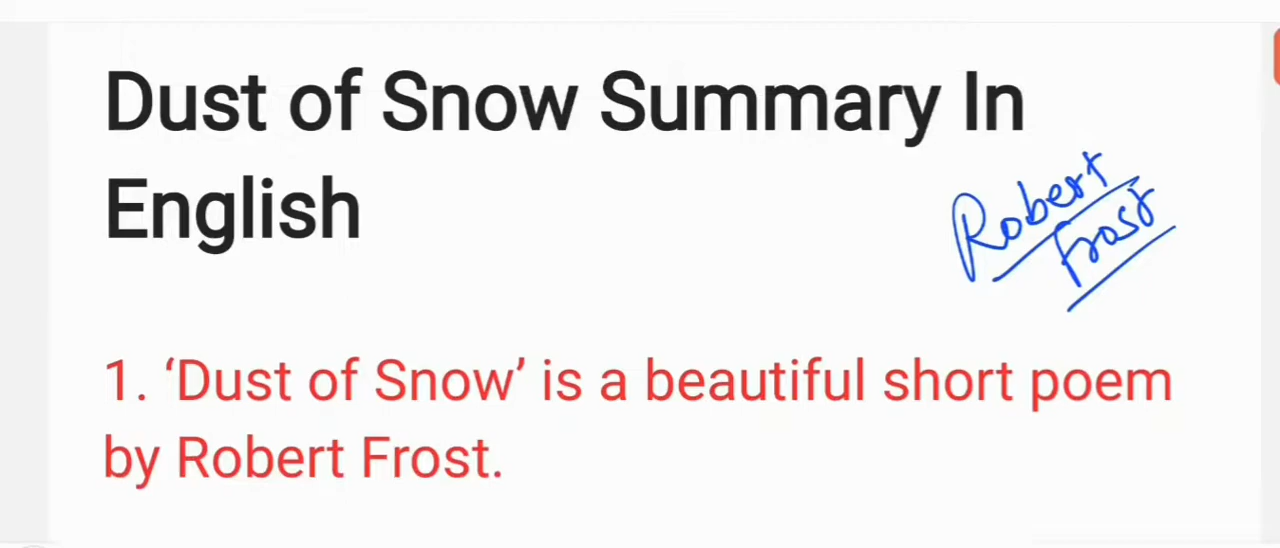 Dust of Snow Summary In
English
Robert
Frost
1. ‘Dust of Snow’ is a beautiful short poem
by Robert Frost.